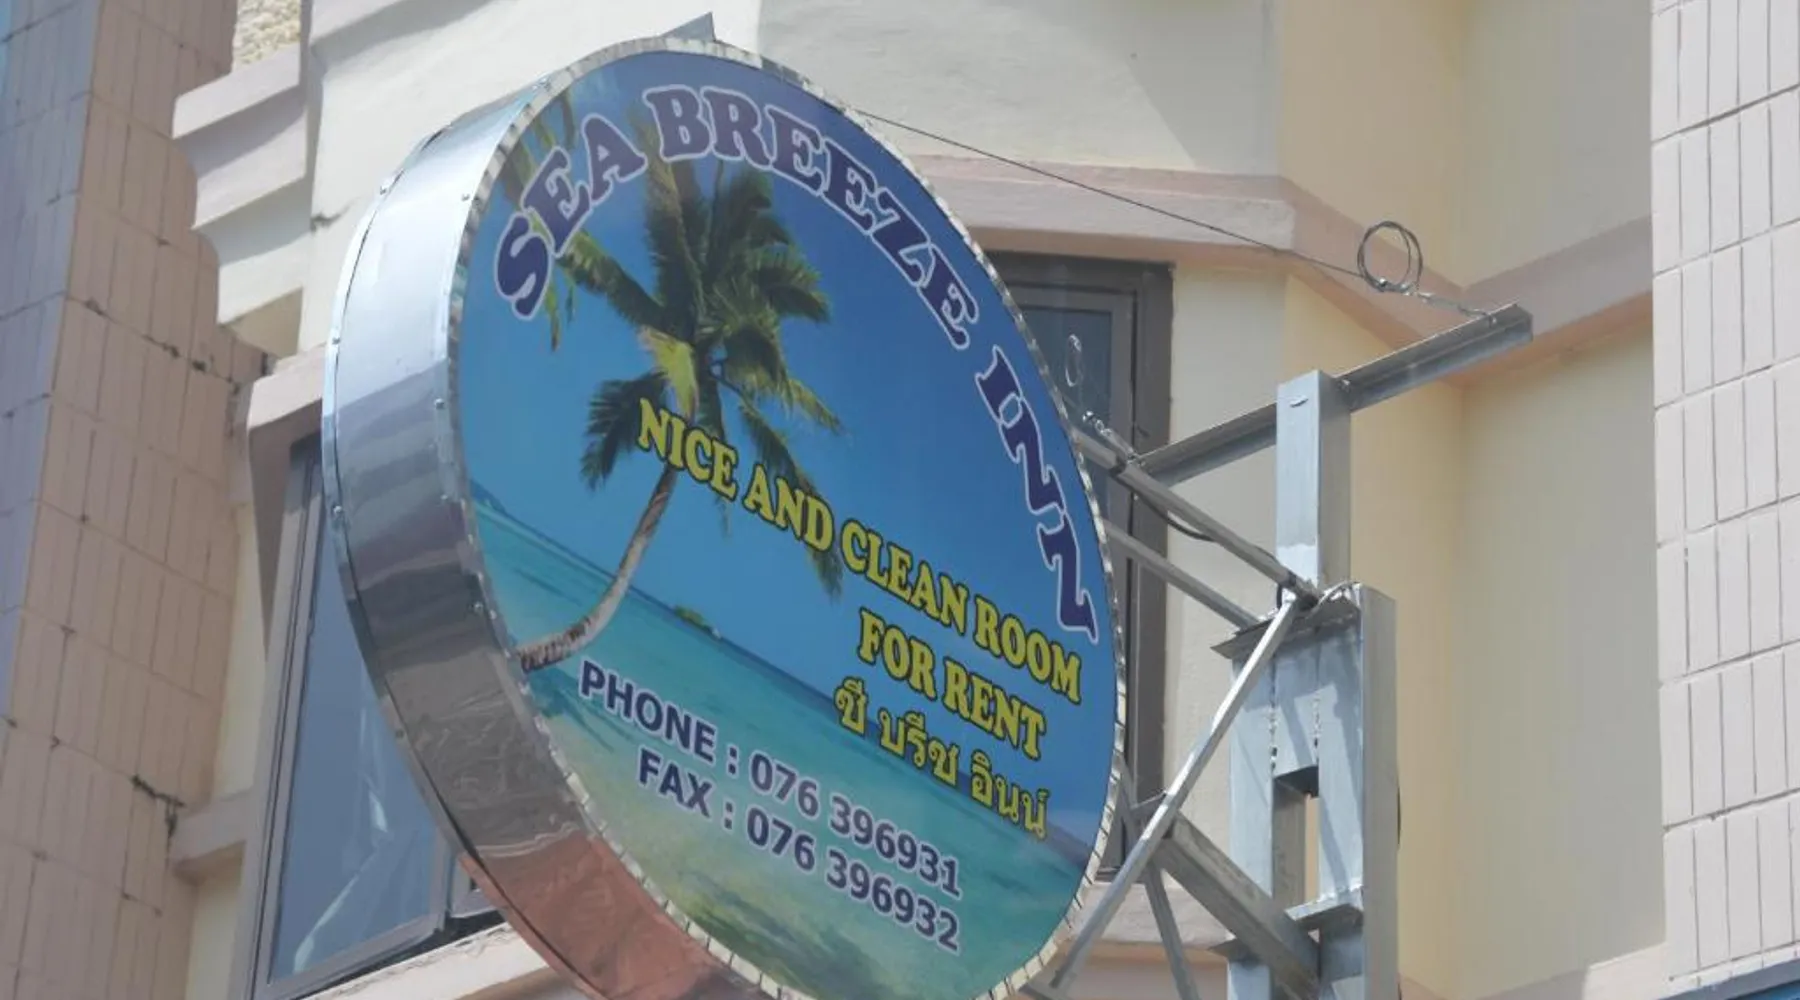 SEA BREEZE INN
NICE AND CLEAN ROOM
FOR RENT
ซี บรีซ อินน์
PHONE : 076 396931
FAX : 076 396932